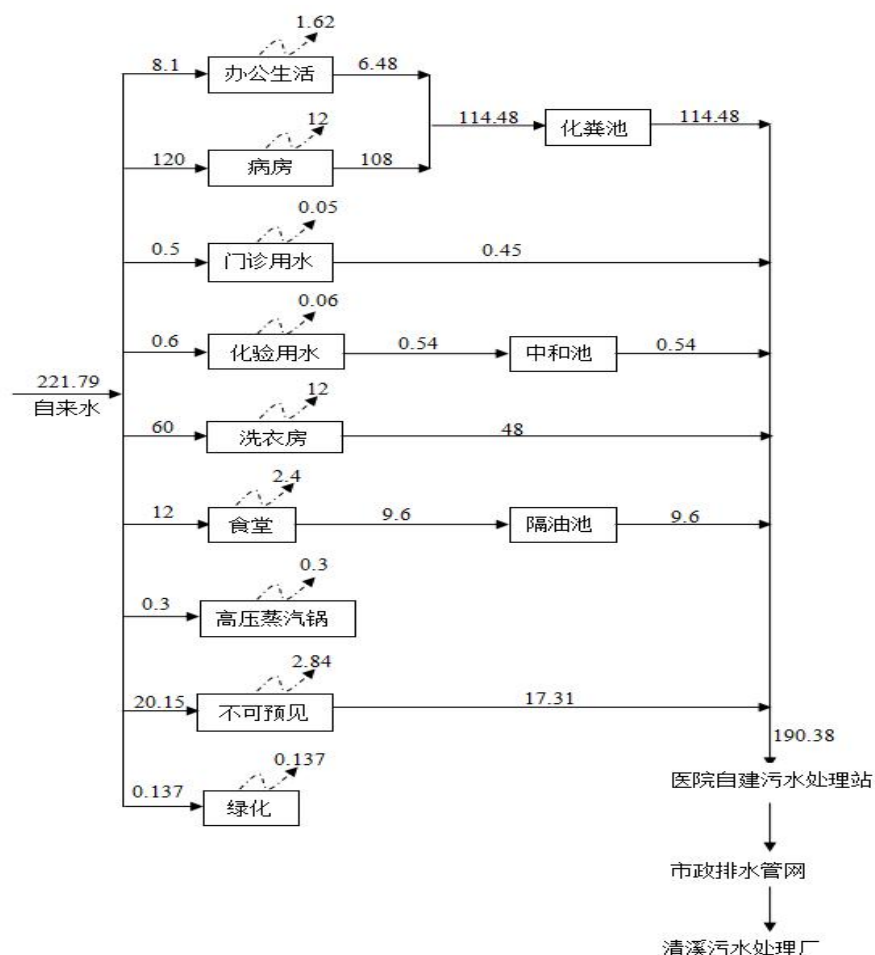 1.62
8.1 办公生活 6.48
114.48 化粪池 114.48
12
120 病房 108
0.05
0.5 门诊用水 0.45
0.06
0.6 化验用水 0.54 中和池 0.54
221.79
自来水
12
60 洗衣房 48
2.4
12 食堂 9.6 隔油池 9.6
0.3
0.3 高压蒸汽锅
2.84
20.15 不可预见 17.31
190.38
0.137
0.137 绿化
医院自建污水处理站
市政排水管网
清溪污水处理厂